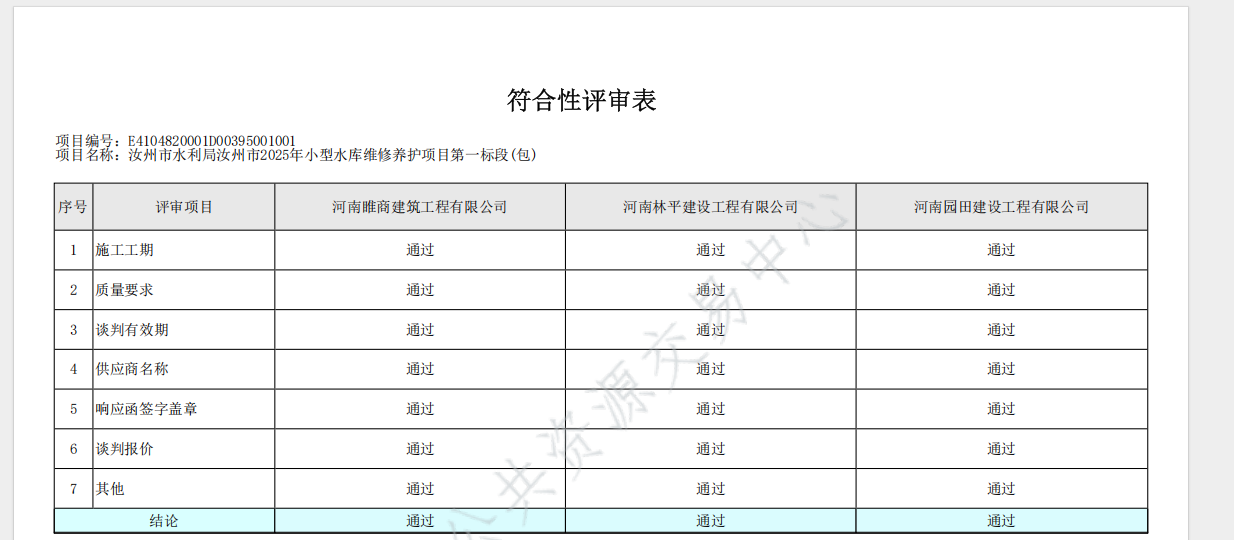 符合性评审表
项目编号：E4104820001D00395001001
项目名称：汝州市水利局汝州市2025年小型水库维修养护项目第一标段(包)
序号 评审项目 河南睢商建筑工程有限公司 河南林平建设工程有限公司 河南园田建设工程有限公司
1 施工工期 通过 通过 通过
2 质量要求 通过 通过 通过
3 谈判有效期 通过 通过 通过
4 供应商名称 通过 通过 通过
5 响应函签字盖章 通过 通过 通过
6 谈判报价 通过 通过 通过
7 其他 通过 通过 通过
结论 通过 通过 通过
公共资源交易中心